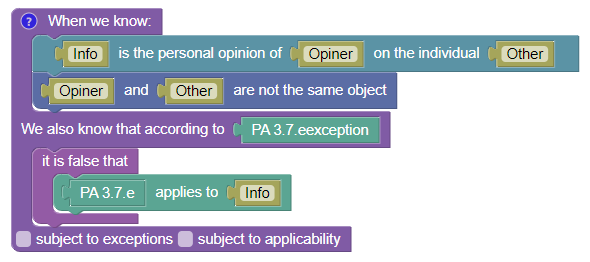 ? When we know:
Info is the personal opinion of Opiner on the individual Other
Opiner and Other are not the same object
We also know that according to PA 3.7.eexception
it is false that
PA 3.7.e applies to Info
subject to exceptions subject to applicability